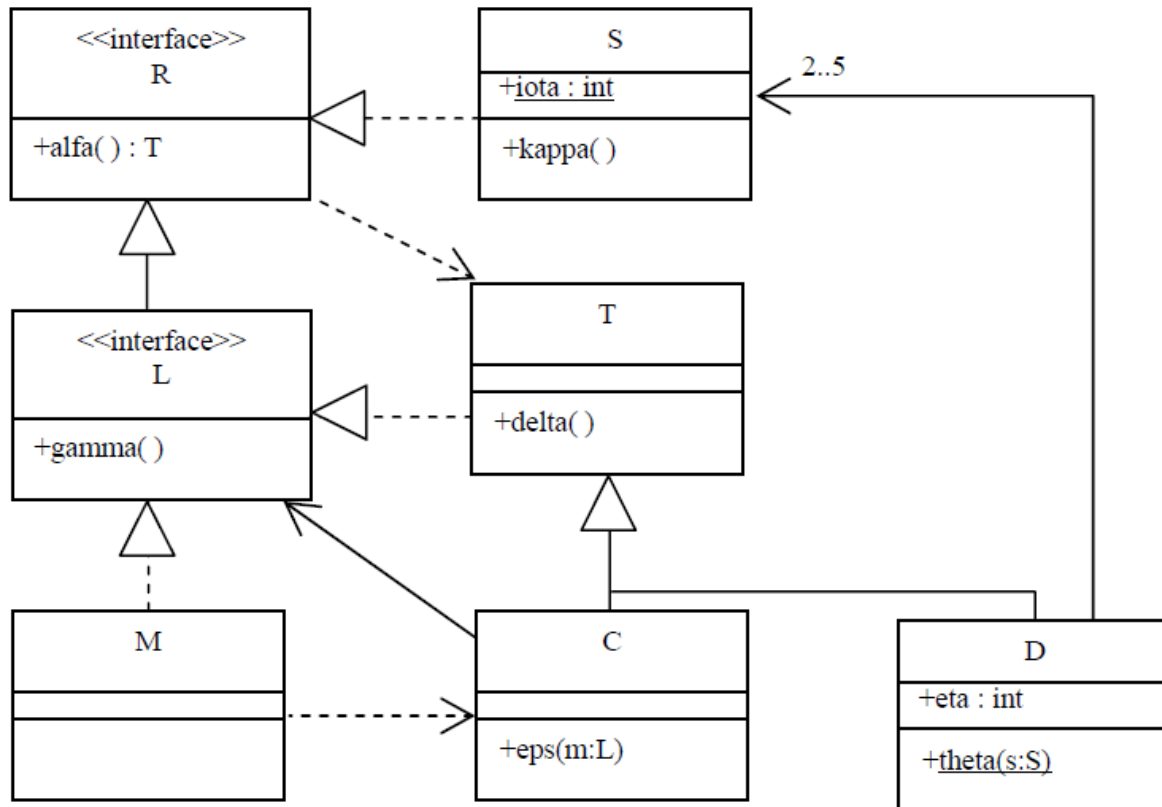 <<interface>>
R
+alfa( ) : T
S
+iota : int
+kappa( )
2..5
<<interface>>
L
+gamma( )
T
+delta( )
M
C
+eps(m:L)
D
+eta : int
+theta(s:S)